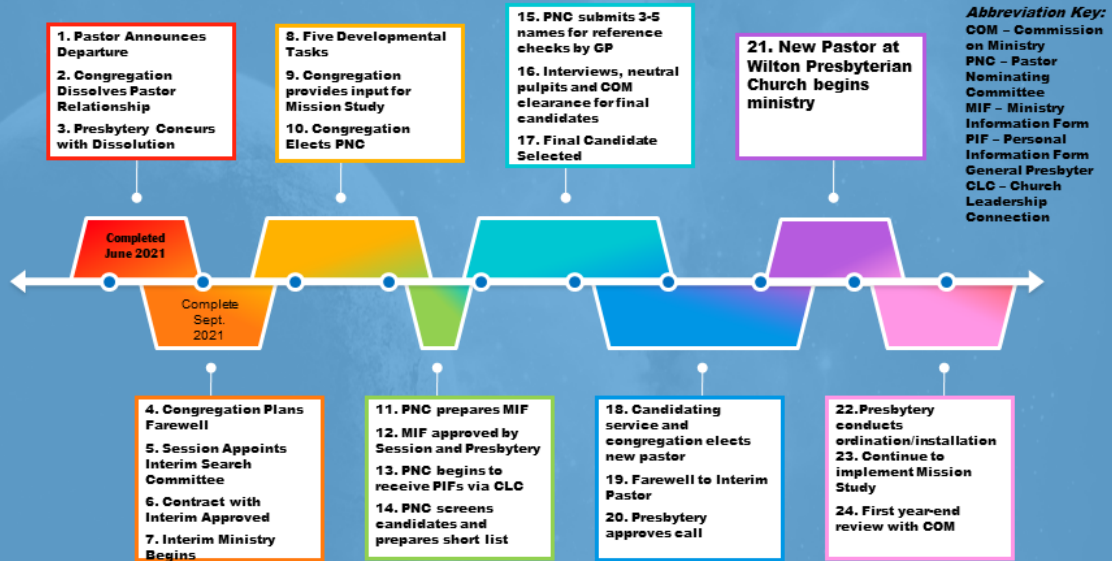 1. Pastor Announces
Departure
2. Congregation
Dissolves Pastor
Relationship
3. Presbytery Concurs
with Dissolution
8. Five Developmental
Tasks
9. Congregation
provides input for
Mission Study
10. Congregation
Elects PNC
15. PNC submits 3-5
names for reference
checks by GP
16. Interviews, neutral
pulpits and COM
clearance for final
candidates
17. Final Candidate
Selected
21. New Pastor at
Wilton Presbyterian
Church begins
ministry
Abbreviation Key:
COM – Commission
on Ministry
PNC – Pastor
Nominating
Committee
MIF – Ministry
Information Form
PIF – Personal
Information Form
General Presbyter
CLC – Church
Leadership
Connection
Completed
June 2021
Complete
Sept.
2021
4. Congregation Plans
Farewell
5. Session Appoints
Interim Search
Committee
6. Contract with
Interim Approved
7. Interim Ministry
Begins
11. PNC prepares MIF
12. MIF approved by
Session and Presbytery
13. PNC begins to
receive PIFs via CLC
14. PNC screens
candidates and
prepares short list
18. Candidating
service and
congregation elects
new pastor
19. Farewell to Interim
Pastor
20. Presbytery
approves call
22.Presbytery
conducts
ordination/installation
23. Continue to
implement Mission
Study
24. First year-end
review with COM